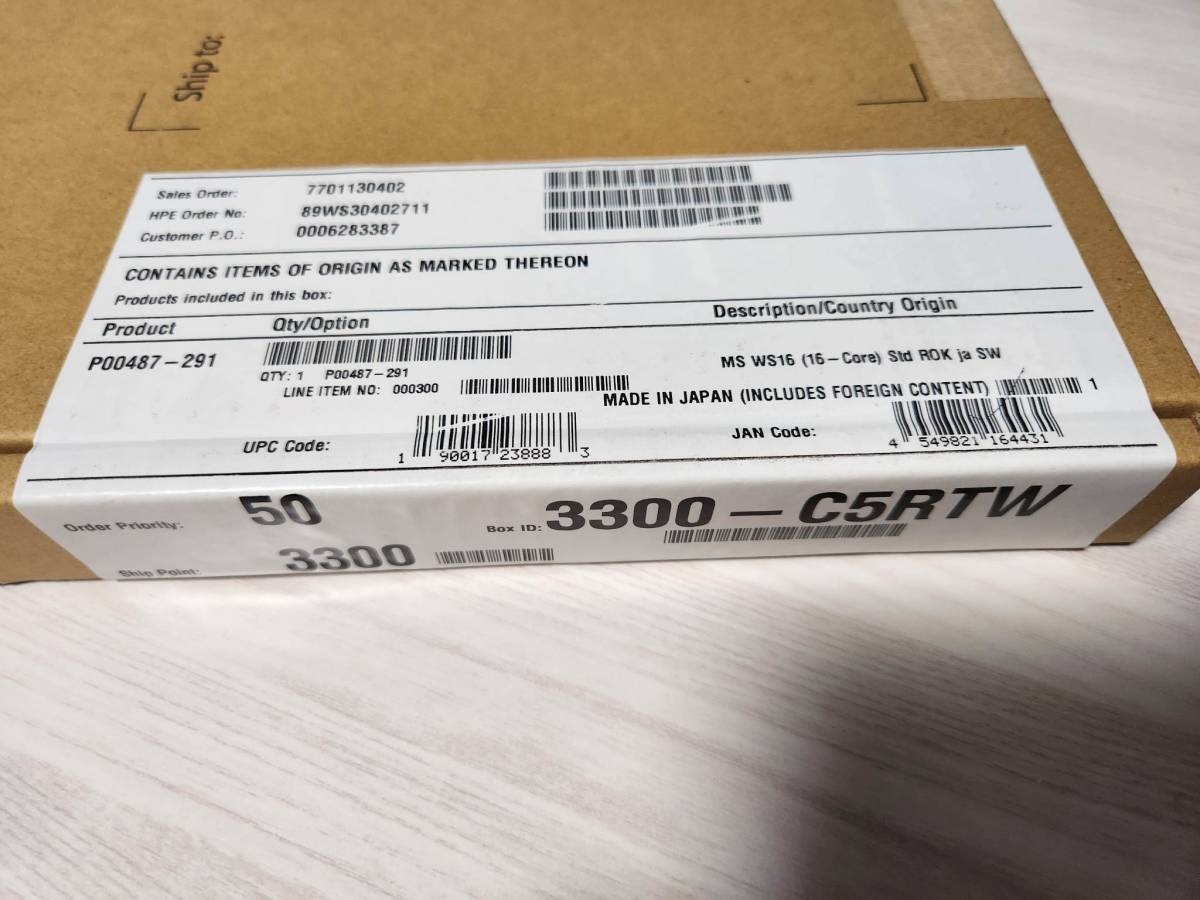 Ship to:
Sales Order: 7701130402
HPE Order No: 89WS30402711
Customer P.O.: 0006283387
CONTAINS ITEMS OF ORIGIN AS MARKED THEREON
Products included in this box:
Product Qty/Option Description/Country Origin
P00487-291 MS WS16 (16-Core) Std ROK ja SW
QTY: 1 P00487-291
LINE ITEM NO: 000300 MADE IN JAPAN (INCLUDES FOREIGN CONTENT) 1
UPC Code: 1 90017 23888 3 JAN Code: 4 549821 164431
Order Priority: 50 Box ID: 3300-C5RTW
Ship Point: 3300